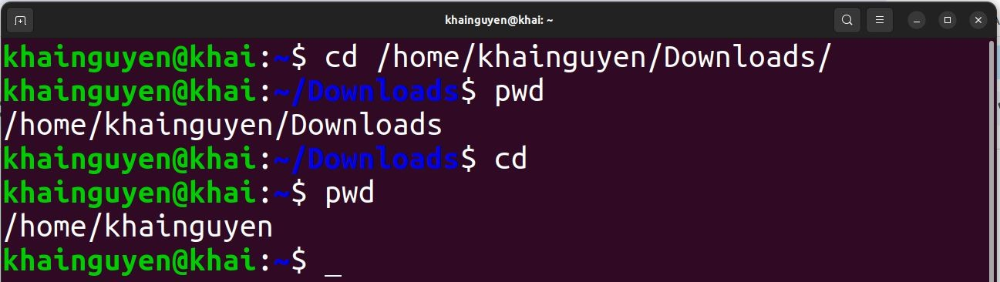 khainguyen@khai: ~
khainguyen@khai:~$ cd /home/khainguyen/Downloads/
khainguyen@khai:~/Downloads$ pwd
/home/khainguyen/Downloads
khainguyen@khai:~/Downloads$ cd
khainguyen@khai:~$ pwd
/home/khainguyen
khainguyen@khai:~$ _